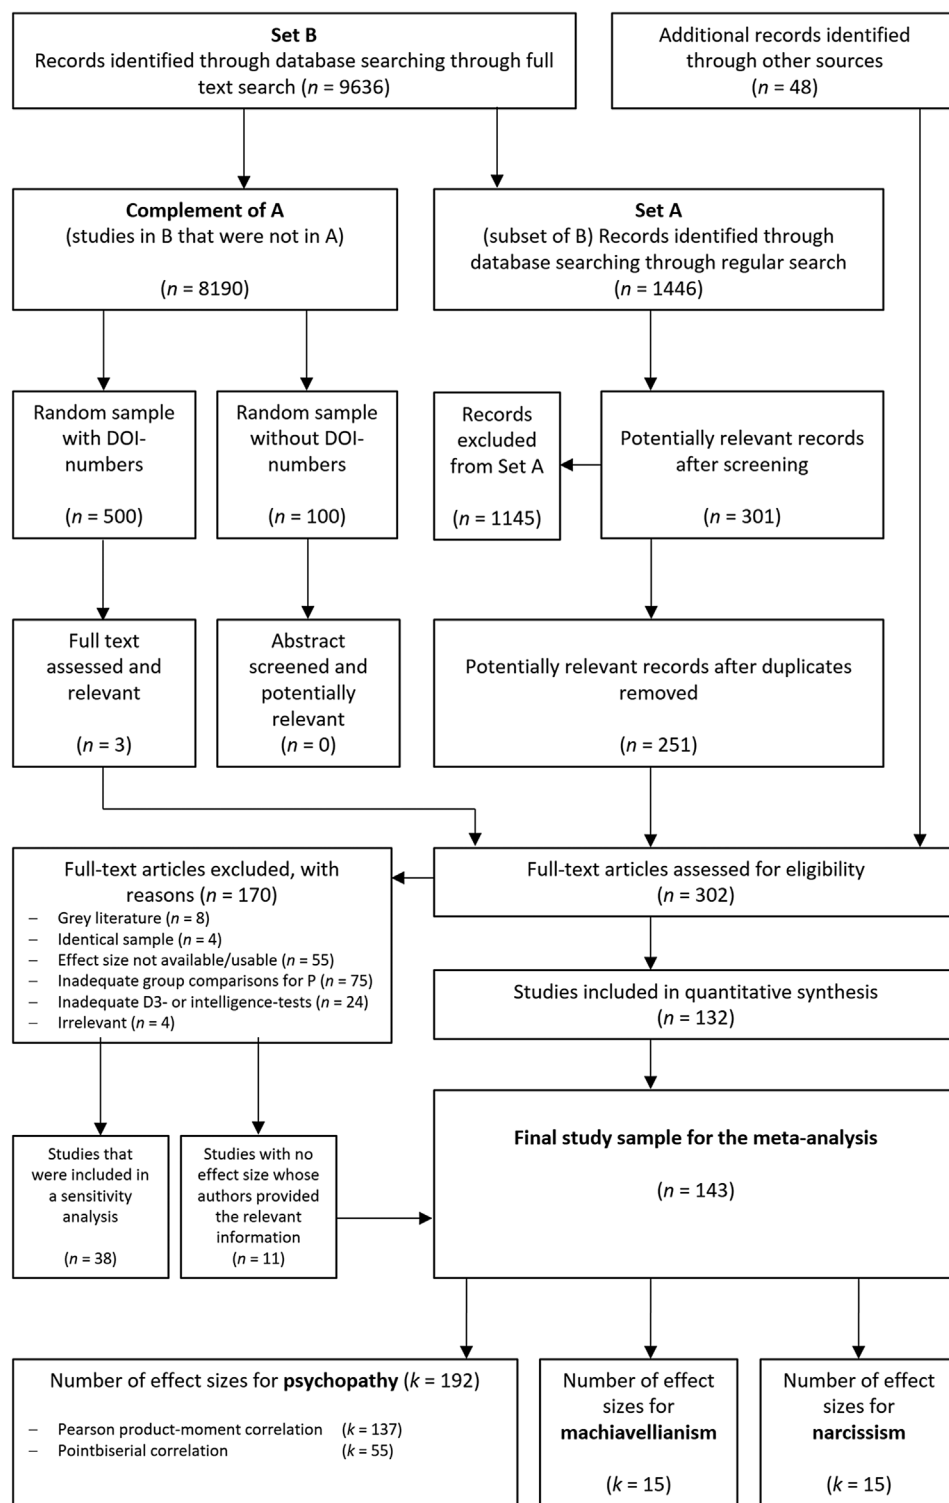 Set B
Records identified through database searching through full
text search (n = 9636)
Additional records identified
through other sources
(n = 48)
Complement of A
(studies in B that were not in A)
(n = 8190)
Set A
(subset of B) Records identified through
database searching through regular search
(n = 1446)
Random sample
with DOI-
numbers
(n = 500)
Random sample
without DOI-
numbers
(n = 100)
Records
excluded
from Set A
(n = 1145)
Potentially relevant records
after screening
(n = 301)
Full text
assessed and
relevant
(n = 3)
Abstract
screened and
potentially
relevant
(n = 0)
Potentially relevant records after duplicates
removed
(n = 251)
Full-text articles excluded, with
reasons (n = 170)
– Grey literature (n = 8)
– Identical sample (n = 4)
– Effect size not available/usable (n = 55)
– Inadequate group comparisons for P (n = 75)
– Inadequate D3- or intelligence-tests (n = 24)
– Irrelevant (n = 4)
Full-text articles assessed for eligibility
(n = 302)
Studies included in quantitative synthesis
(n = 132)
Studies that
were included in
a sensitivity
analysis
(n = 38)
Studies with no
effect size whose
authors provided
the relevant
information
(n = 11)
Final study sample for the meta-analysis
(n = 143)
Number of effect sizes for psychopathy (k = 192)
– Pearson product-moment correlation (k = 137)
– Pointbiserial correlation (k = 55)
Number of effect
sizes for
machiavellianism
(k = 15)
Number of effect
sizes for
narcissism
(k = 15)